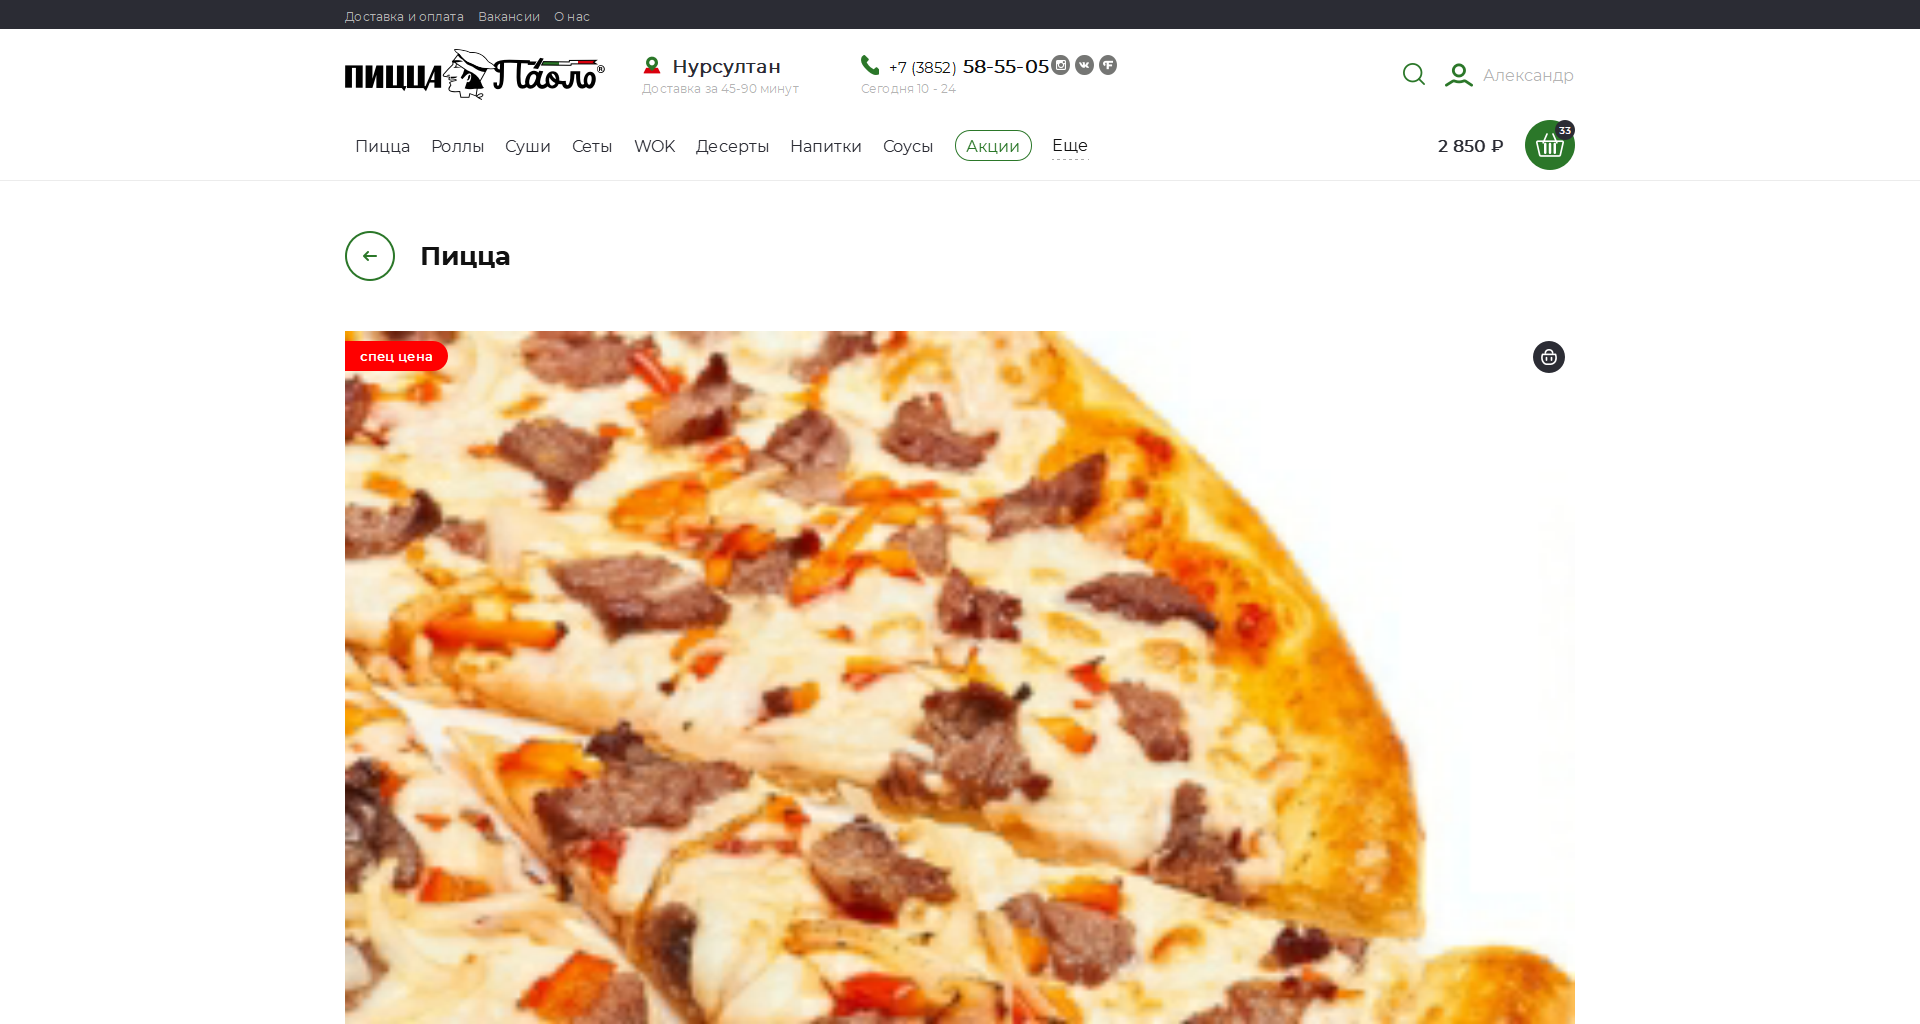 Доставка и оплата Вакансии О нас
ПИЦЦА Пáоло®
Нурсултан
Доставка за 45-90 минут
+7 (3852) 58-55-05
Сегодня 10 - 24
Александр
Пицца Роллы Суши Сеты WOK Десерты Напитки Соусы Акции Еще
2 850 ₽
33
Пицца
спец цена